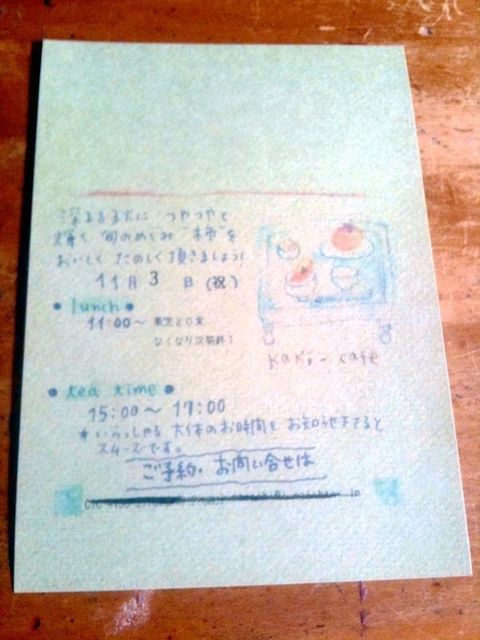 深まる秋に つやつやと
輝く 旬のめぐみ"柿"を
おいしく たのしく頂きましょう!
11月 3 日 (祝)
● lunch ●
11:00〜
なくなり次第終了
kaki - cafe
● tea time ●
15:00 〜 17:00
★ いらっしゃる 大体のお時間を お知らせ下さると
スムーズです。
ご予約・お問い合せは